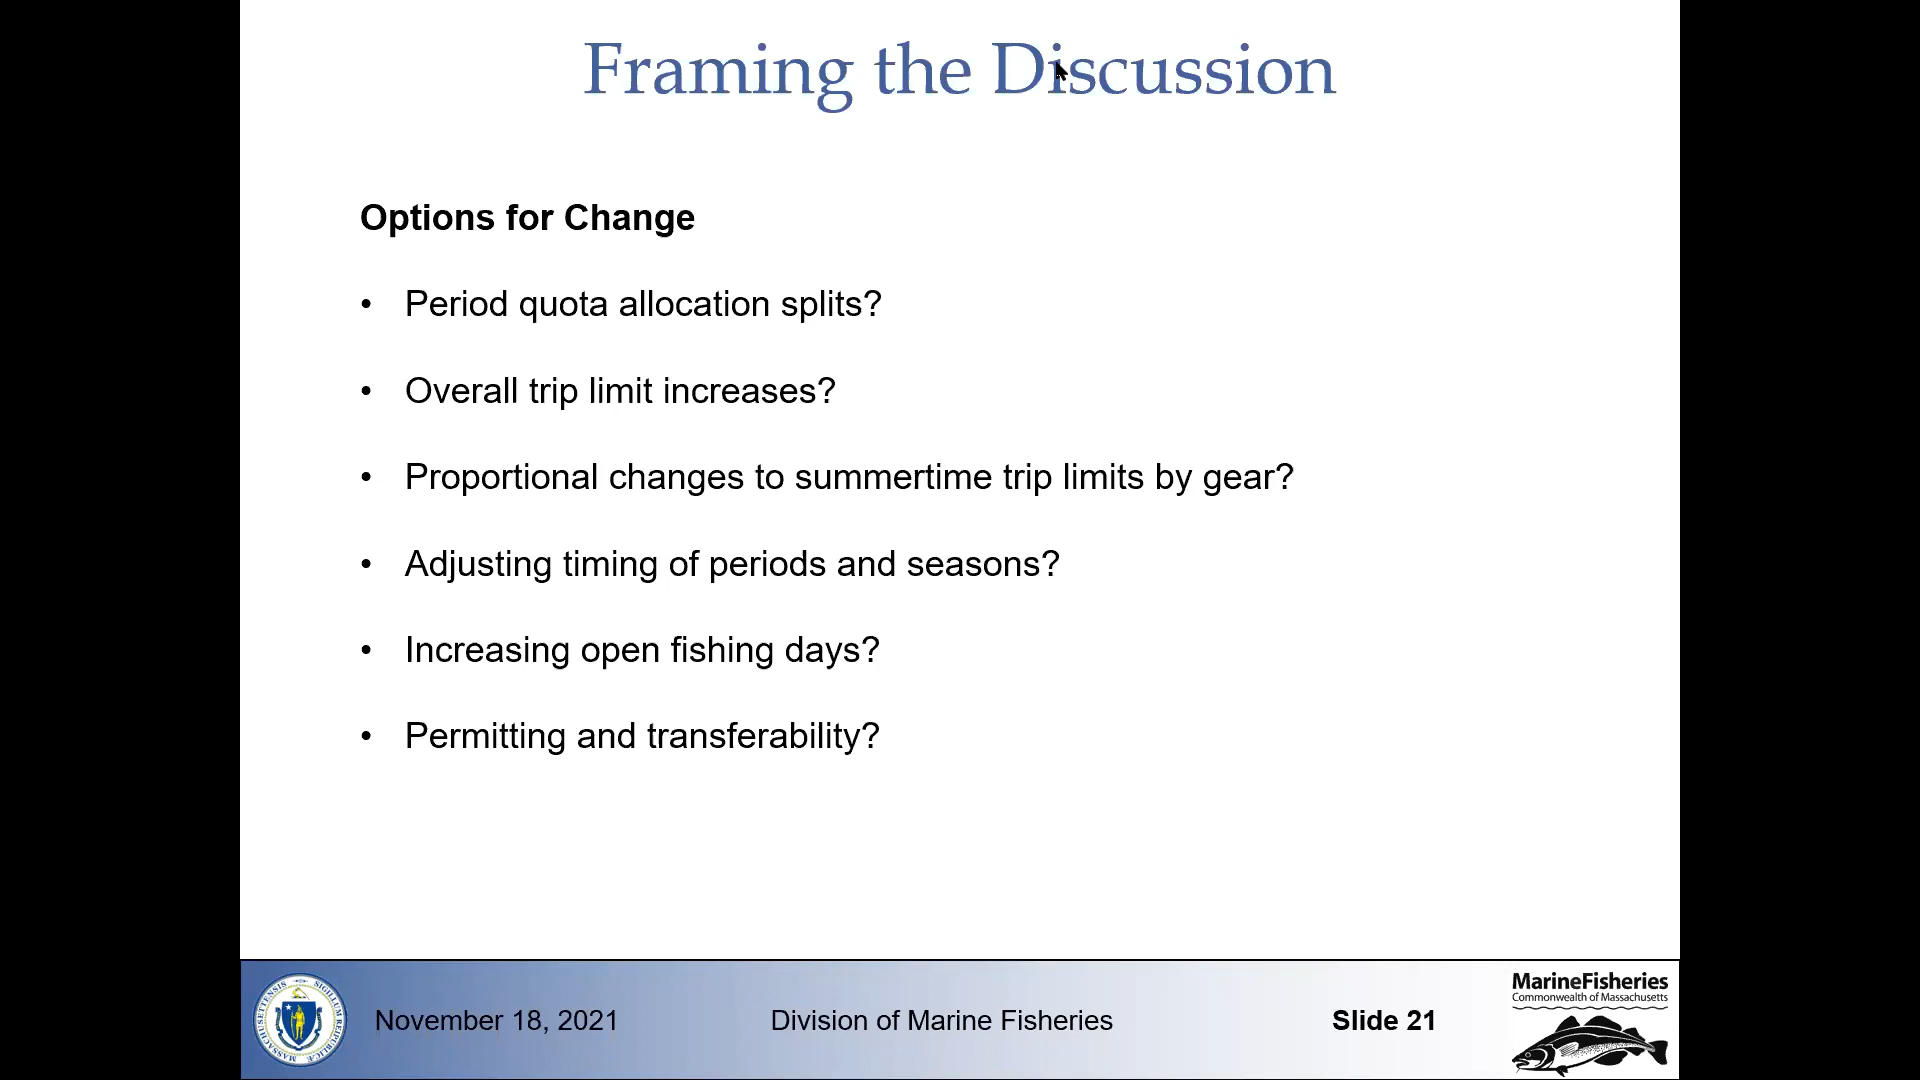 Framing the Discussion
Options for Change
• Period quota allocation splits?
• Overall trip limit increases?
• Proportional changes to summertime trip limits by gear?
• Adjusting timing of periods and seasons?
• Increasing open fishing days?
• Permitting and transferability?
November 18, 2021
Division of Marine Fisheries
Slide 21
MarineFisheries
Commonwealth of Massachusetts